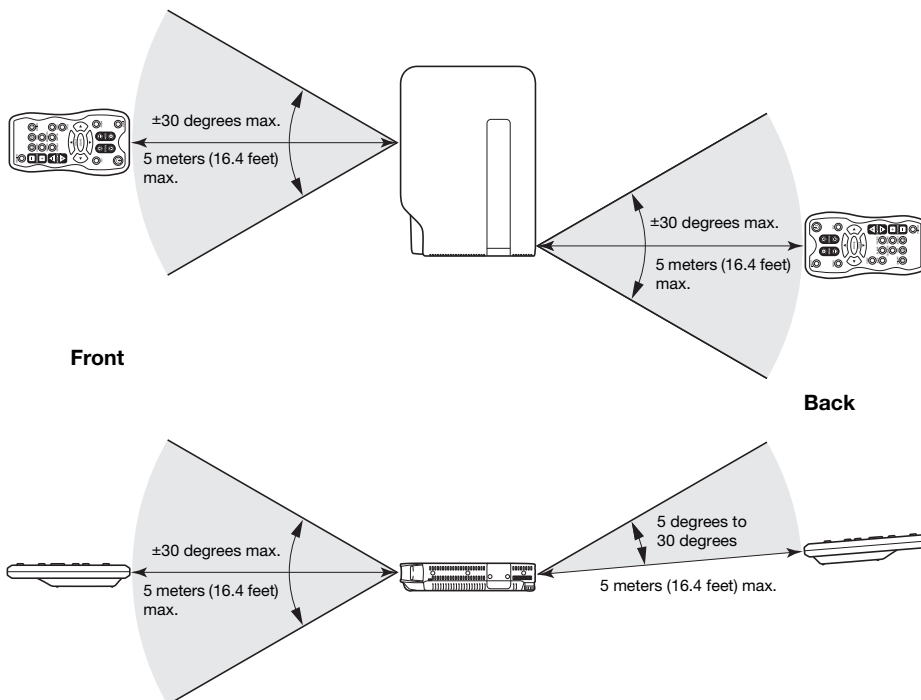 ±30 degrees max.
5 meters (16.4 feet)
max.
±30 degrees max.
5 meters (16.4 feet)
max.
Front
Back
±30 degrees max.
5 meters (16.4 feet)
max.
5 degrees to
30 degrees
5 meters (16.4 feet) max.